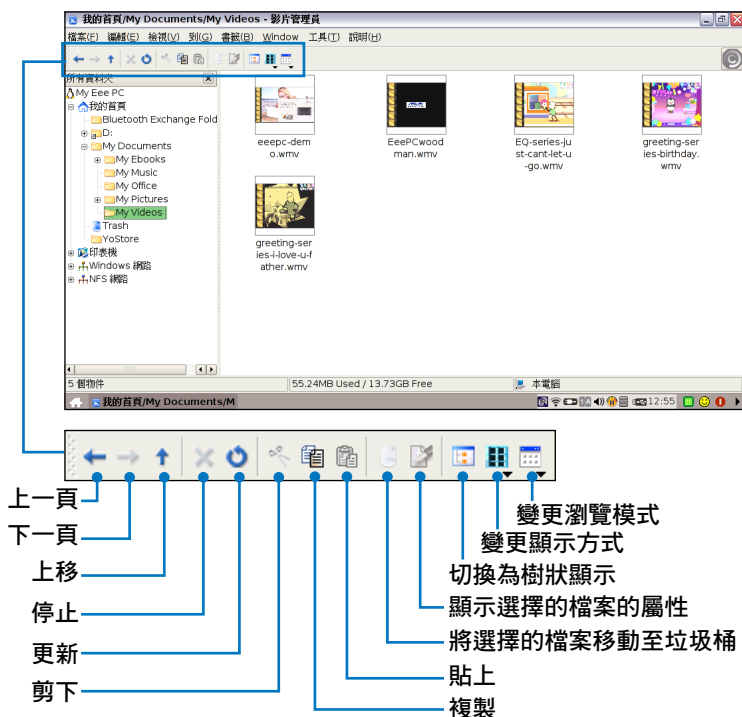 我的首頁/My Documents/My Videos - 影片管理員
檔案(F) 編輯(E) 檢視(V) 到(G) 書籤(B) Window 工具(T) 說明(H)
所有資料夾
My Eee PC
我的首頁
Bluetooth Exchange Fold
D:
My Documents
My Ebooks
My Music
My Office
My Pictures
My Videos
Trash
YoStore
印表機
Windows 網路
NFS 網路
eeepc-dem
o.wmv
EeePCwood
man.wmv
EQ-series-ju
st-cant-let-u
-go.wmv
greeting-ser
ies-birthday.
wmv
greeting-ser
ies-i-love-u-f
ather.wmv
5 個物件
55.24MB Used / 13.73GB Free
本電腦
我的首頁/My Documents/M
12:55
上一頁
下一頁
上移
停止
更新
剪下
變更瀏覽模式
變更顯示方式
切換為樹狀顯示
顯示選擇的檔案的屬性
將選擇的檔案移動至垃圾桶
貼上
複製